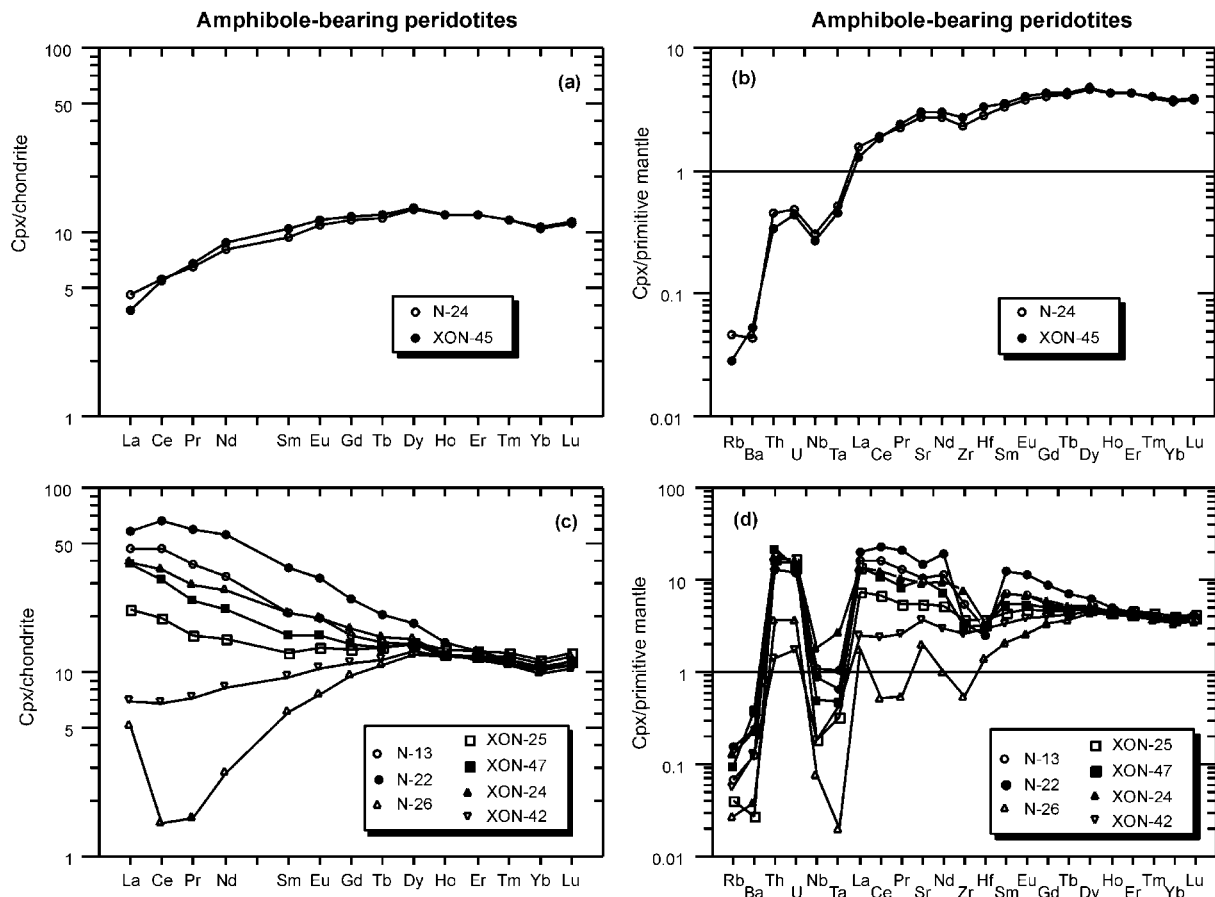 Amphibole-bearing peridotites
Cpx/chondrite
100
50
10
5
1
(a)
N-24
XON-45
La Ce Pr Nd Sm Eu Gd Tb Dy Ho Er Tm Yb Lu
Amphibole-bearing peridotites
Cpx/primitive mantle
10
1
0.1
0.01
(b)
N-24
XON-45
Rb Ba Th U Nb Ta La Ce Pr Sr Nd Zr Hf Sm Eu Gd Tb Dy Ho Er Tm Yb Lu
Cpx/chondrite
100
50
10
5
1
(c)
N-13
N-22
N-26
XON-25
XON-47
XON-24
XON-42
La Ce Pr Nd Sm Eu Gd Tb Dy Ho Er Tm Yb Lu
Cpx/primitive mantle
100
10
1
0.1
0.01
(d)
N-13
N-22
N-26
XON-25
XON-47
XON-24
XON-42
Rb Ba Th U Nb Ta La Ce Pr Sr Nd Zr Hf Sm Eu Gd Tb Dy Ho Er Tm Yb Lu